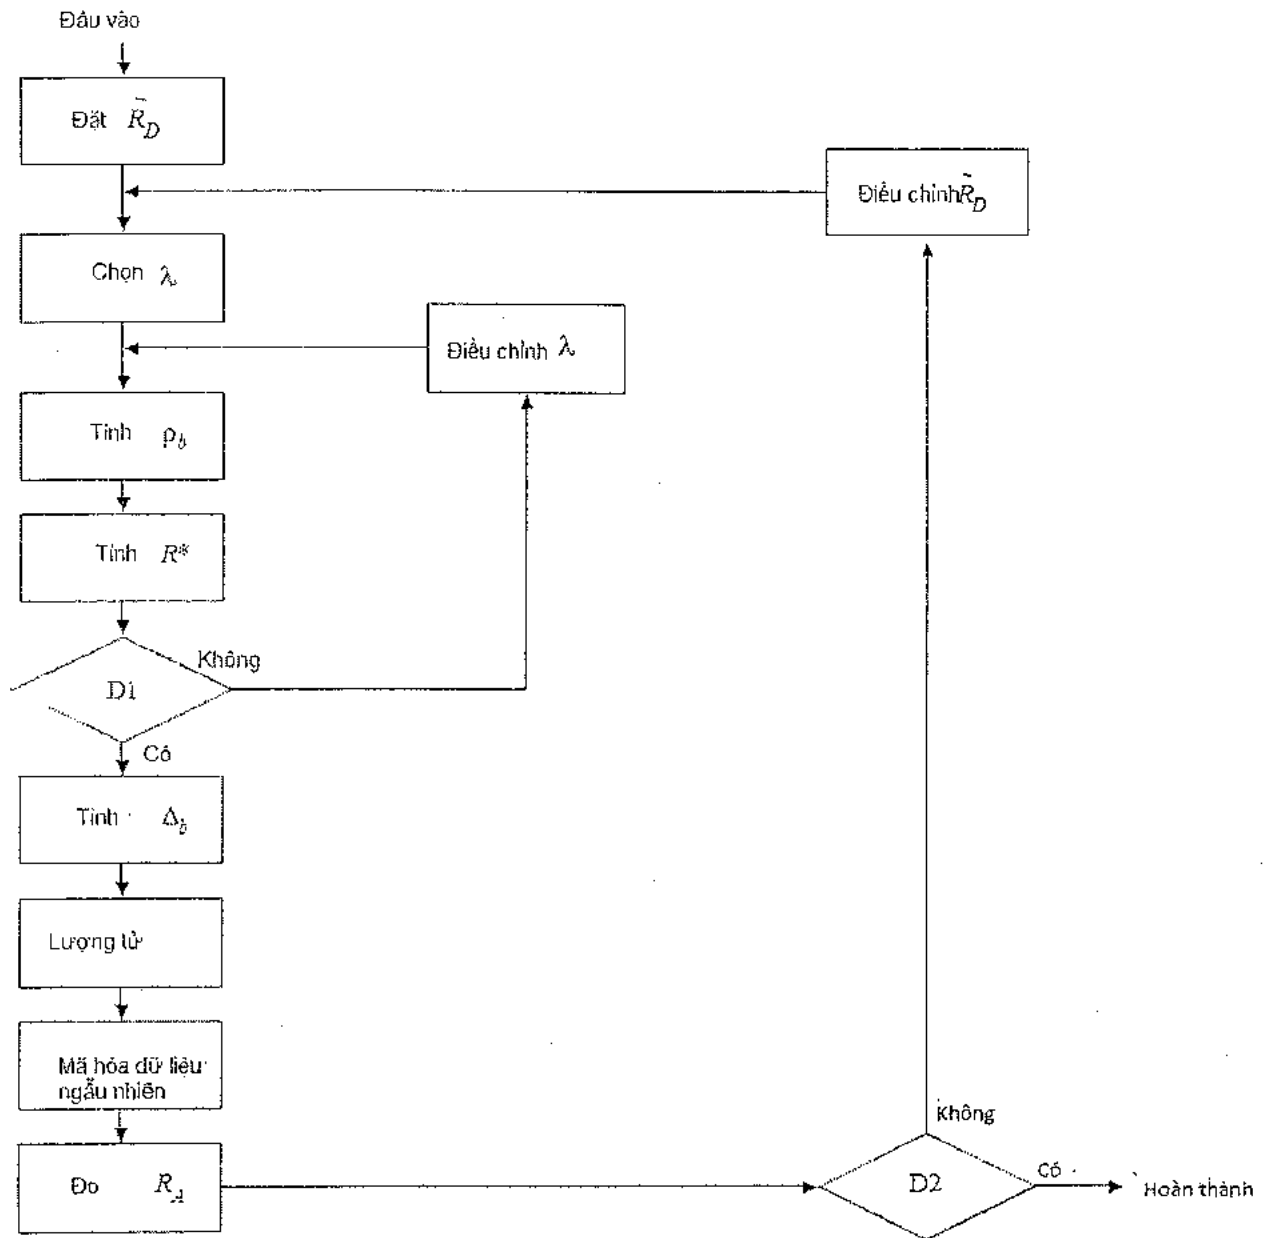 Đầu vào
Đặt R̃_D
Điều chỉnh R̃_D
Chọn λ
Điều chỉnh λ
Tính ρ_b
Tính R*
Không
D1
Có
Tính Δ_b
Lượng tử
Mã hóa dữ liệu
ngẫu nhiên
Không
Đo R_A
D2
Có
Hoàn thành